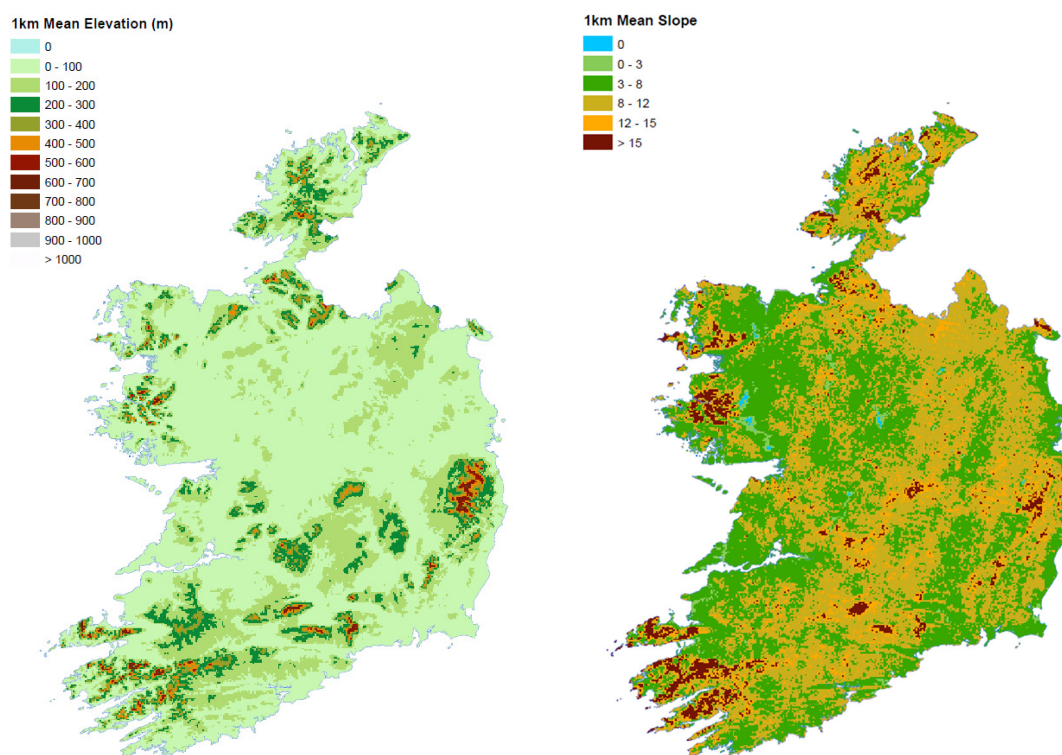 1km Mean Elevation (m)
0
0 - 100
100 - 200
200 - 300
300 - 400
400 - 500
500 - 600
600 - 700
700 - 800
800 - 900
900 - 1000
> 1000
1km Mean Slope
0
0 - 3
3 - 8
8 - 12
12 - 15
> 15